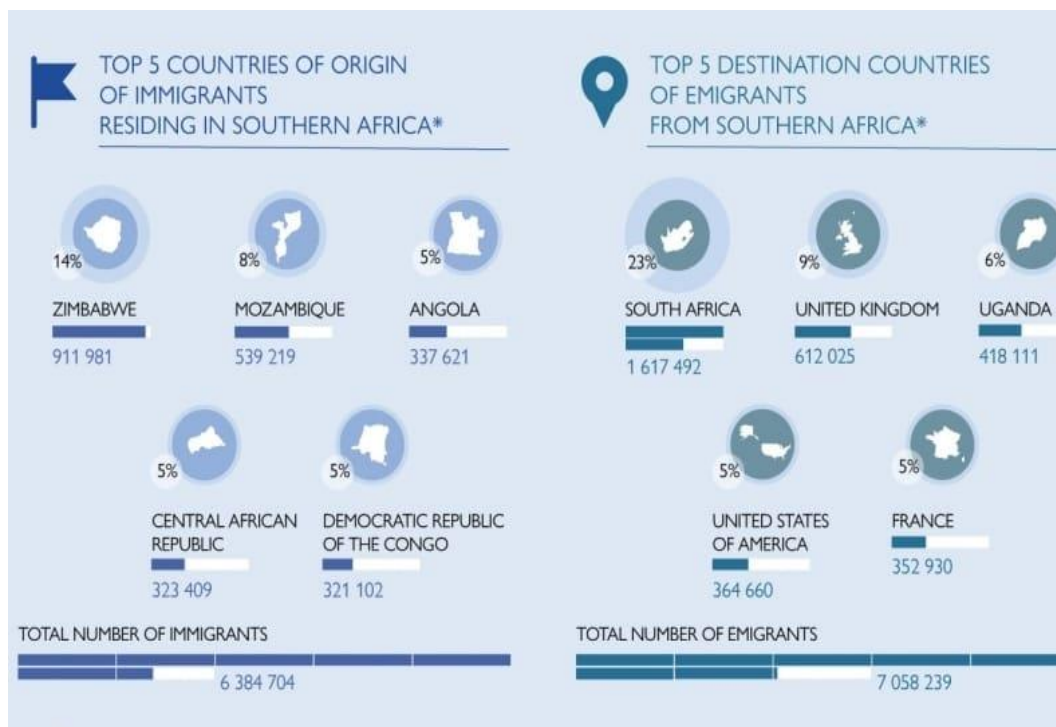 TOP 5 COUNTRIES OF ORIGIN
OF IMMIGRANTS
RESIDING IN SOUTHERN AFRICA*
14%
ZIMBABWE
911 981
8%
MOZAMBIQUE
539 219
5%
ANGOLA
337 621
5%
CENTRAL AFRICAN
REPUBLIC
323 409
5%
DEMOCRATIC REPUBLIC
OF THE CONGO
321 102
TOTAL NUMBER OF IMMIGRANTS
6 384 704
TOP 5 DESTINATION COUNTRIES
OF EMIGRANTS
FROM SOUTHERN AFRICA*
23%
SOUTH AFRICA
1 617 492
9%
UNITED KINGDOM
612 025
6%
UGANDA
418 111
5%
UNITED STATES
OF AMERICA
364 660
5%
FRANCE
352 930
TOTAL NUMBER OF EMIGRANTS
7 058 239